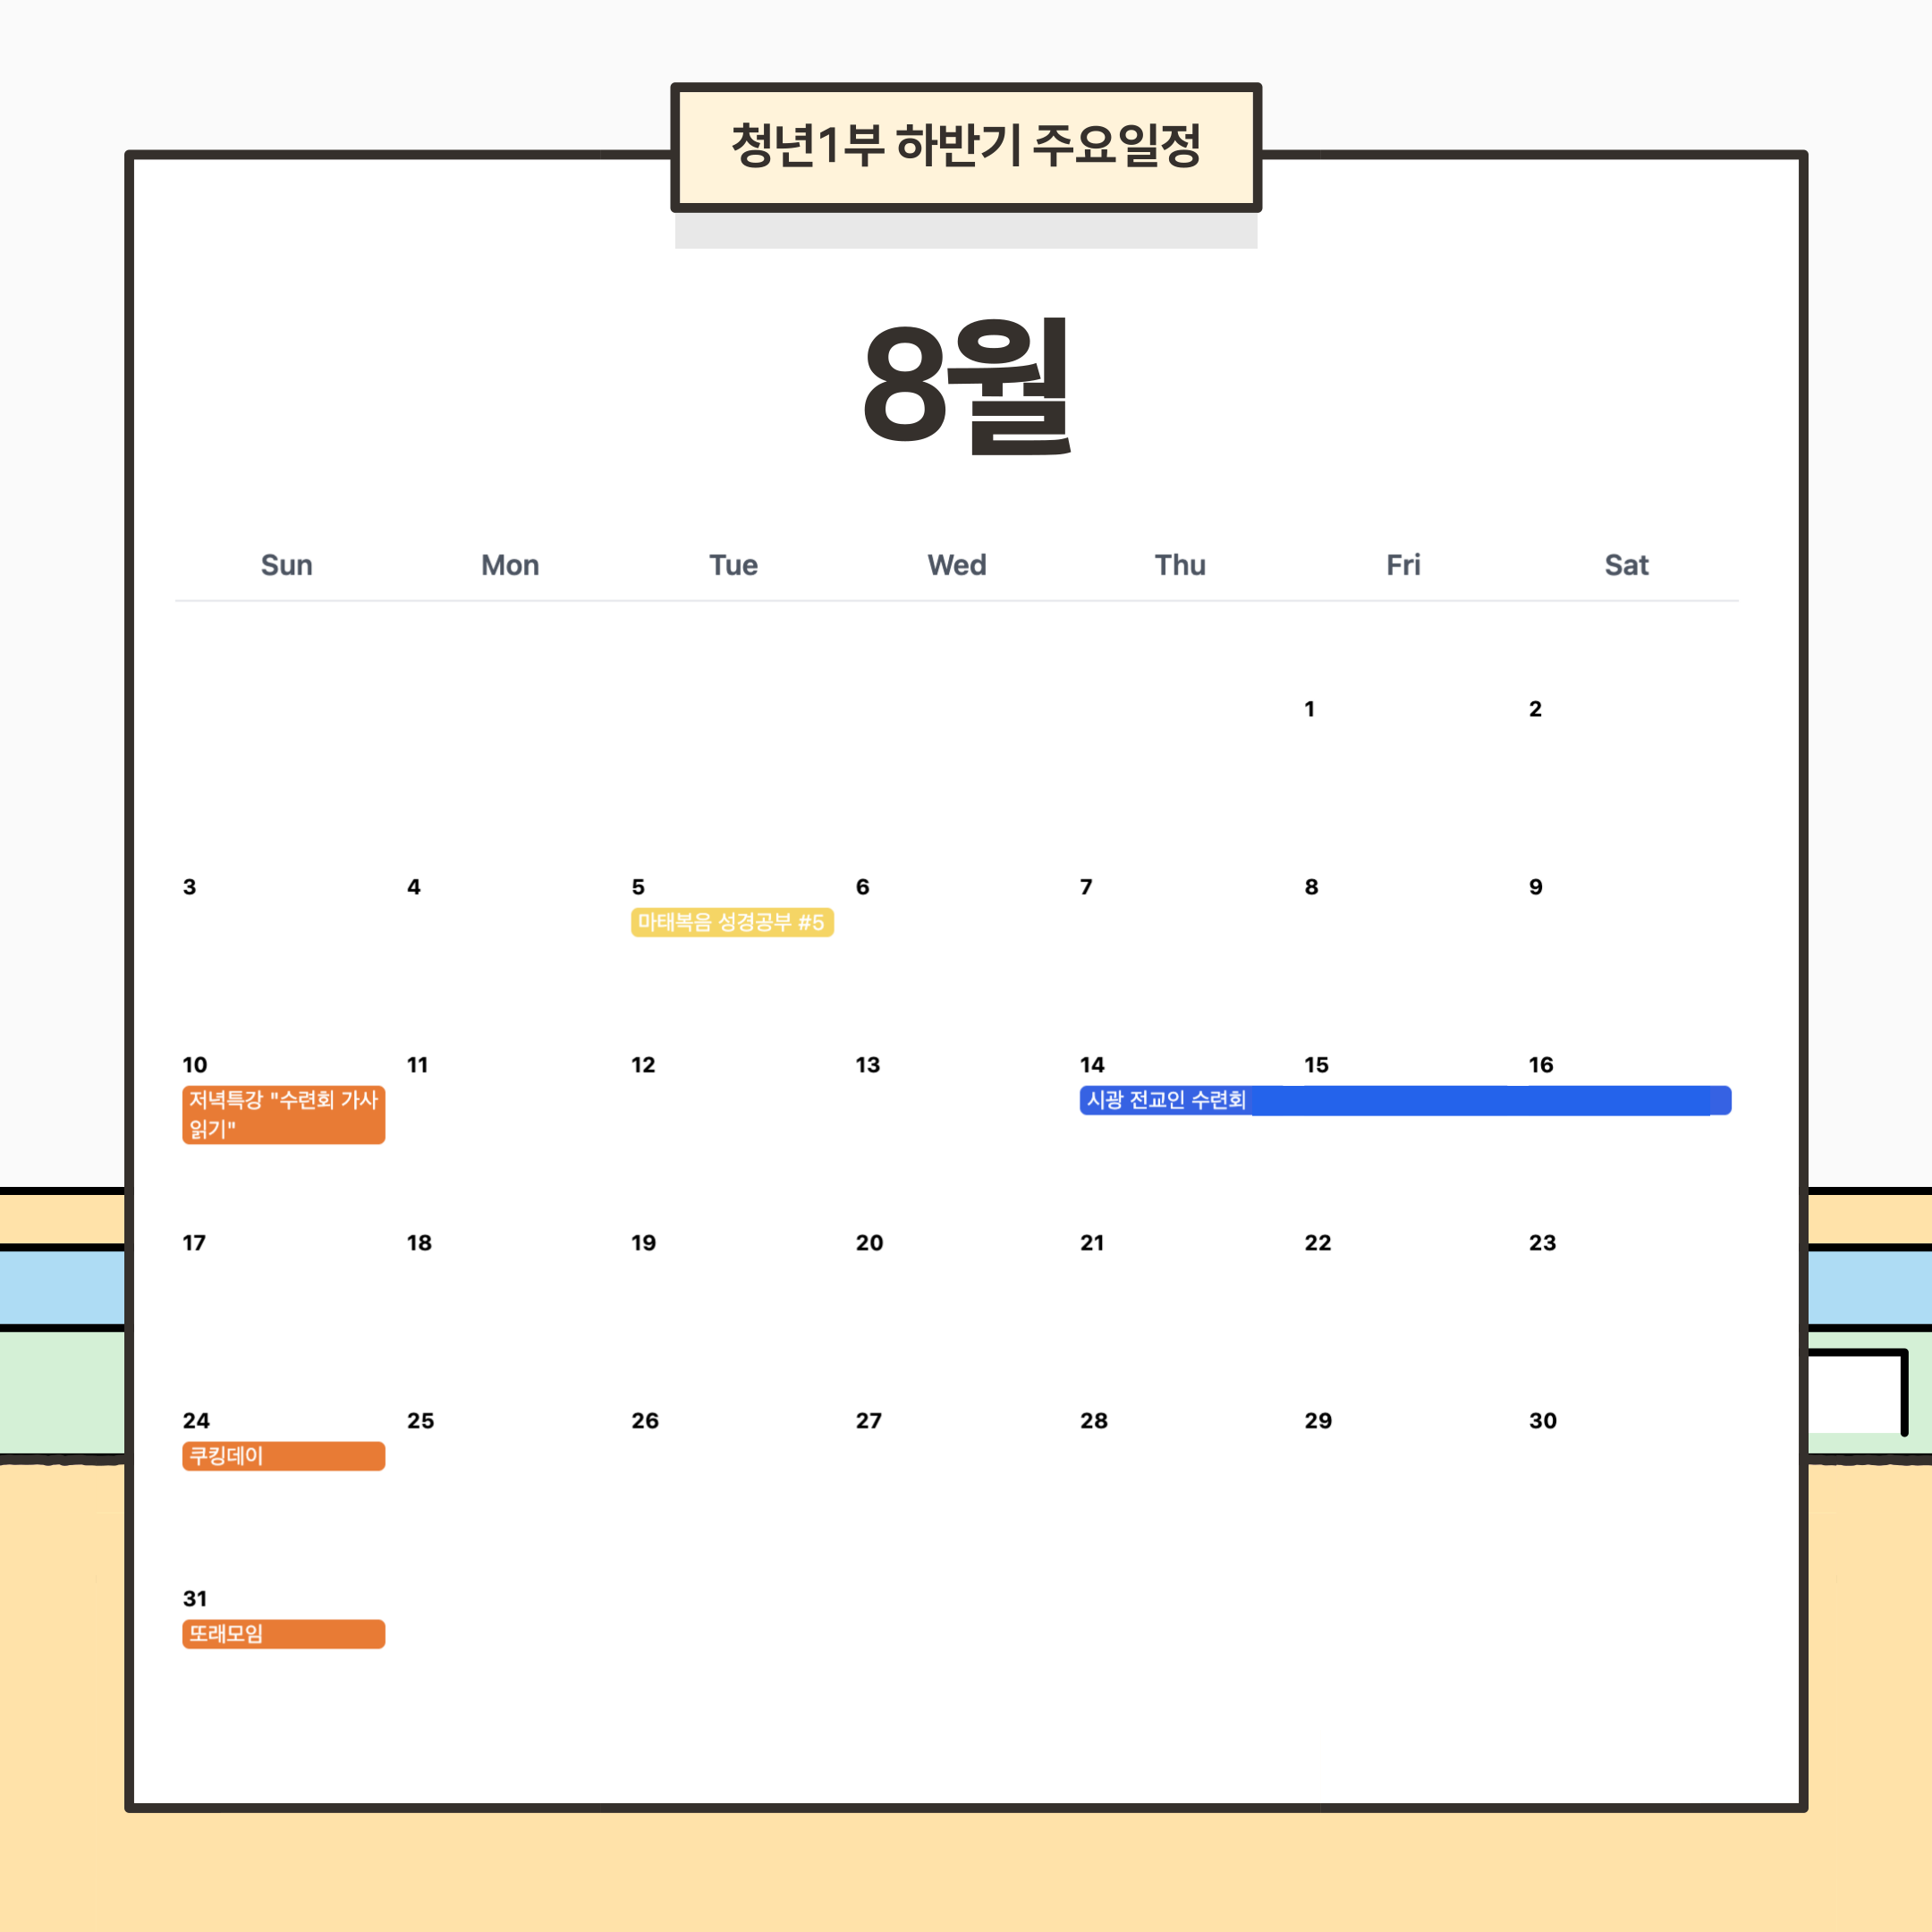 청년1부 하반기 주요일정
8월
Sun Mon Tue Wed Thu Fri Sat
1 2
3 4 5 6 7 8 9
마태복음 성경공부 #5
10 11 12 13 14 15 16
저녁특강 "수련회 가사 시광 전교인 수련회
읽기"
17 18 19 20 21 22 23
24 25 26 27 28 29 30
쿠킹데이
31
또래모임